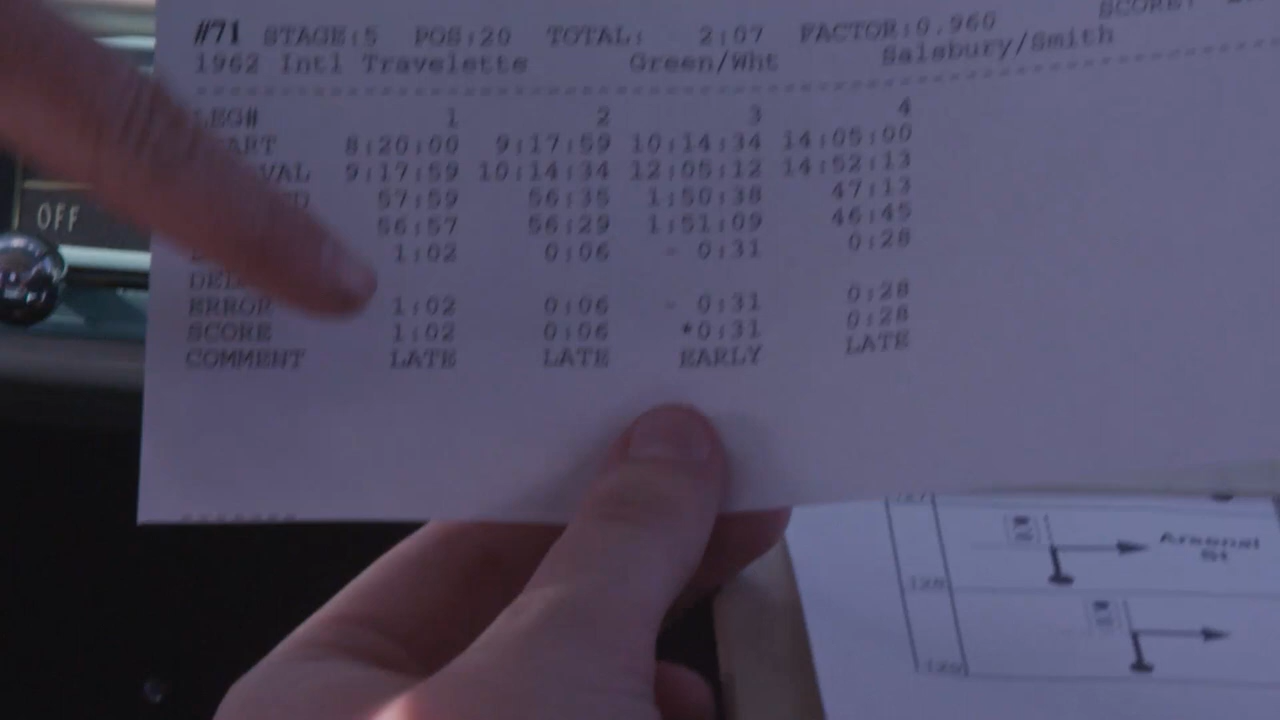 #71 STAGE:5 POS:20 TOTAL: 2:07 FACTOR:0.960 SCORE:
1962 Intl Travelette Green/Wht Salsbury/Smith
LEG# 1 2 3 4
8:20:00 9:17:59 10:14:34 14:05:00
9:17:59 10:14:34 12:05:12 14:52:13
57:59 56:35 1:50:38 47:13
56:57 56:29 1:51:09 46:45
1:02 0:06 - 0:31 0:28
ERROR 1:02 0:06 - 0:31 0:28
SCORE 1:02 0:06 *0:31 0:28
COMMENT LATE LATE EARLY LATE
OFF
Arsenal
St